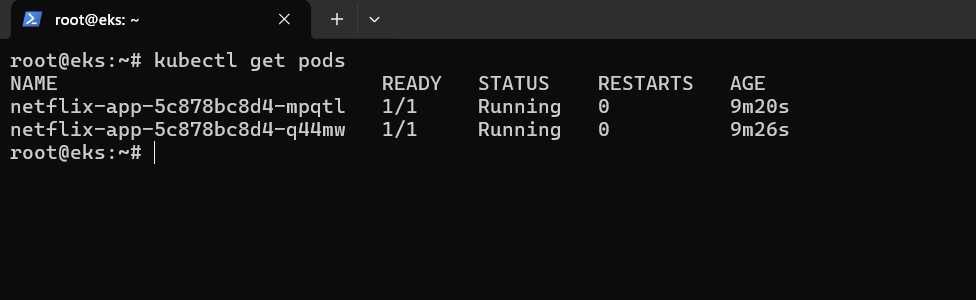 root@eks: ~
root@eks:~# kubectl get pods
NAME                           READY   STATUS    RESTARTS   AGE
netflix-app-5c878bc8d4-mpqtl   1/1     Running   0          9m20s
netflix-app-5c878bc8d4-q44mw   1/1     Running   0          9m26s
root@eks:~#